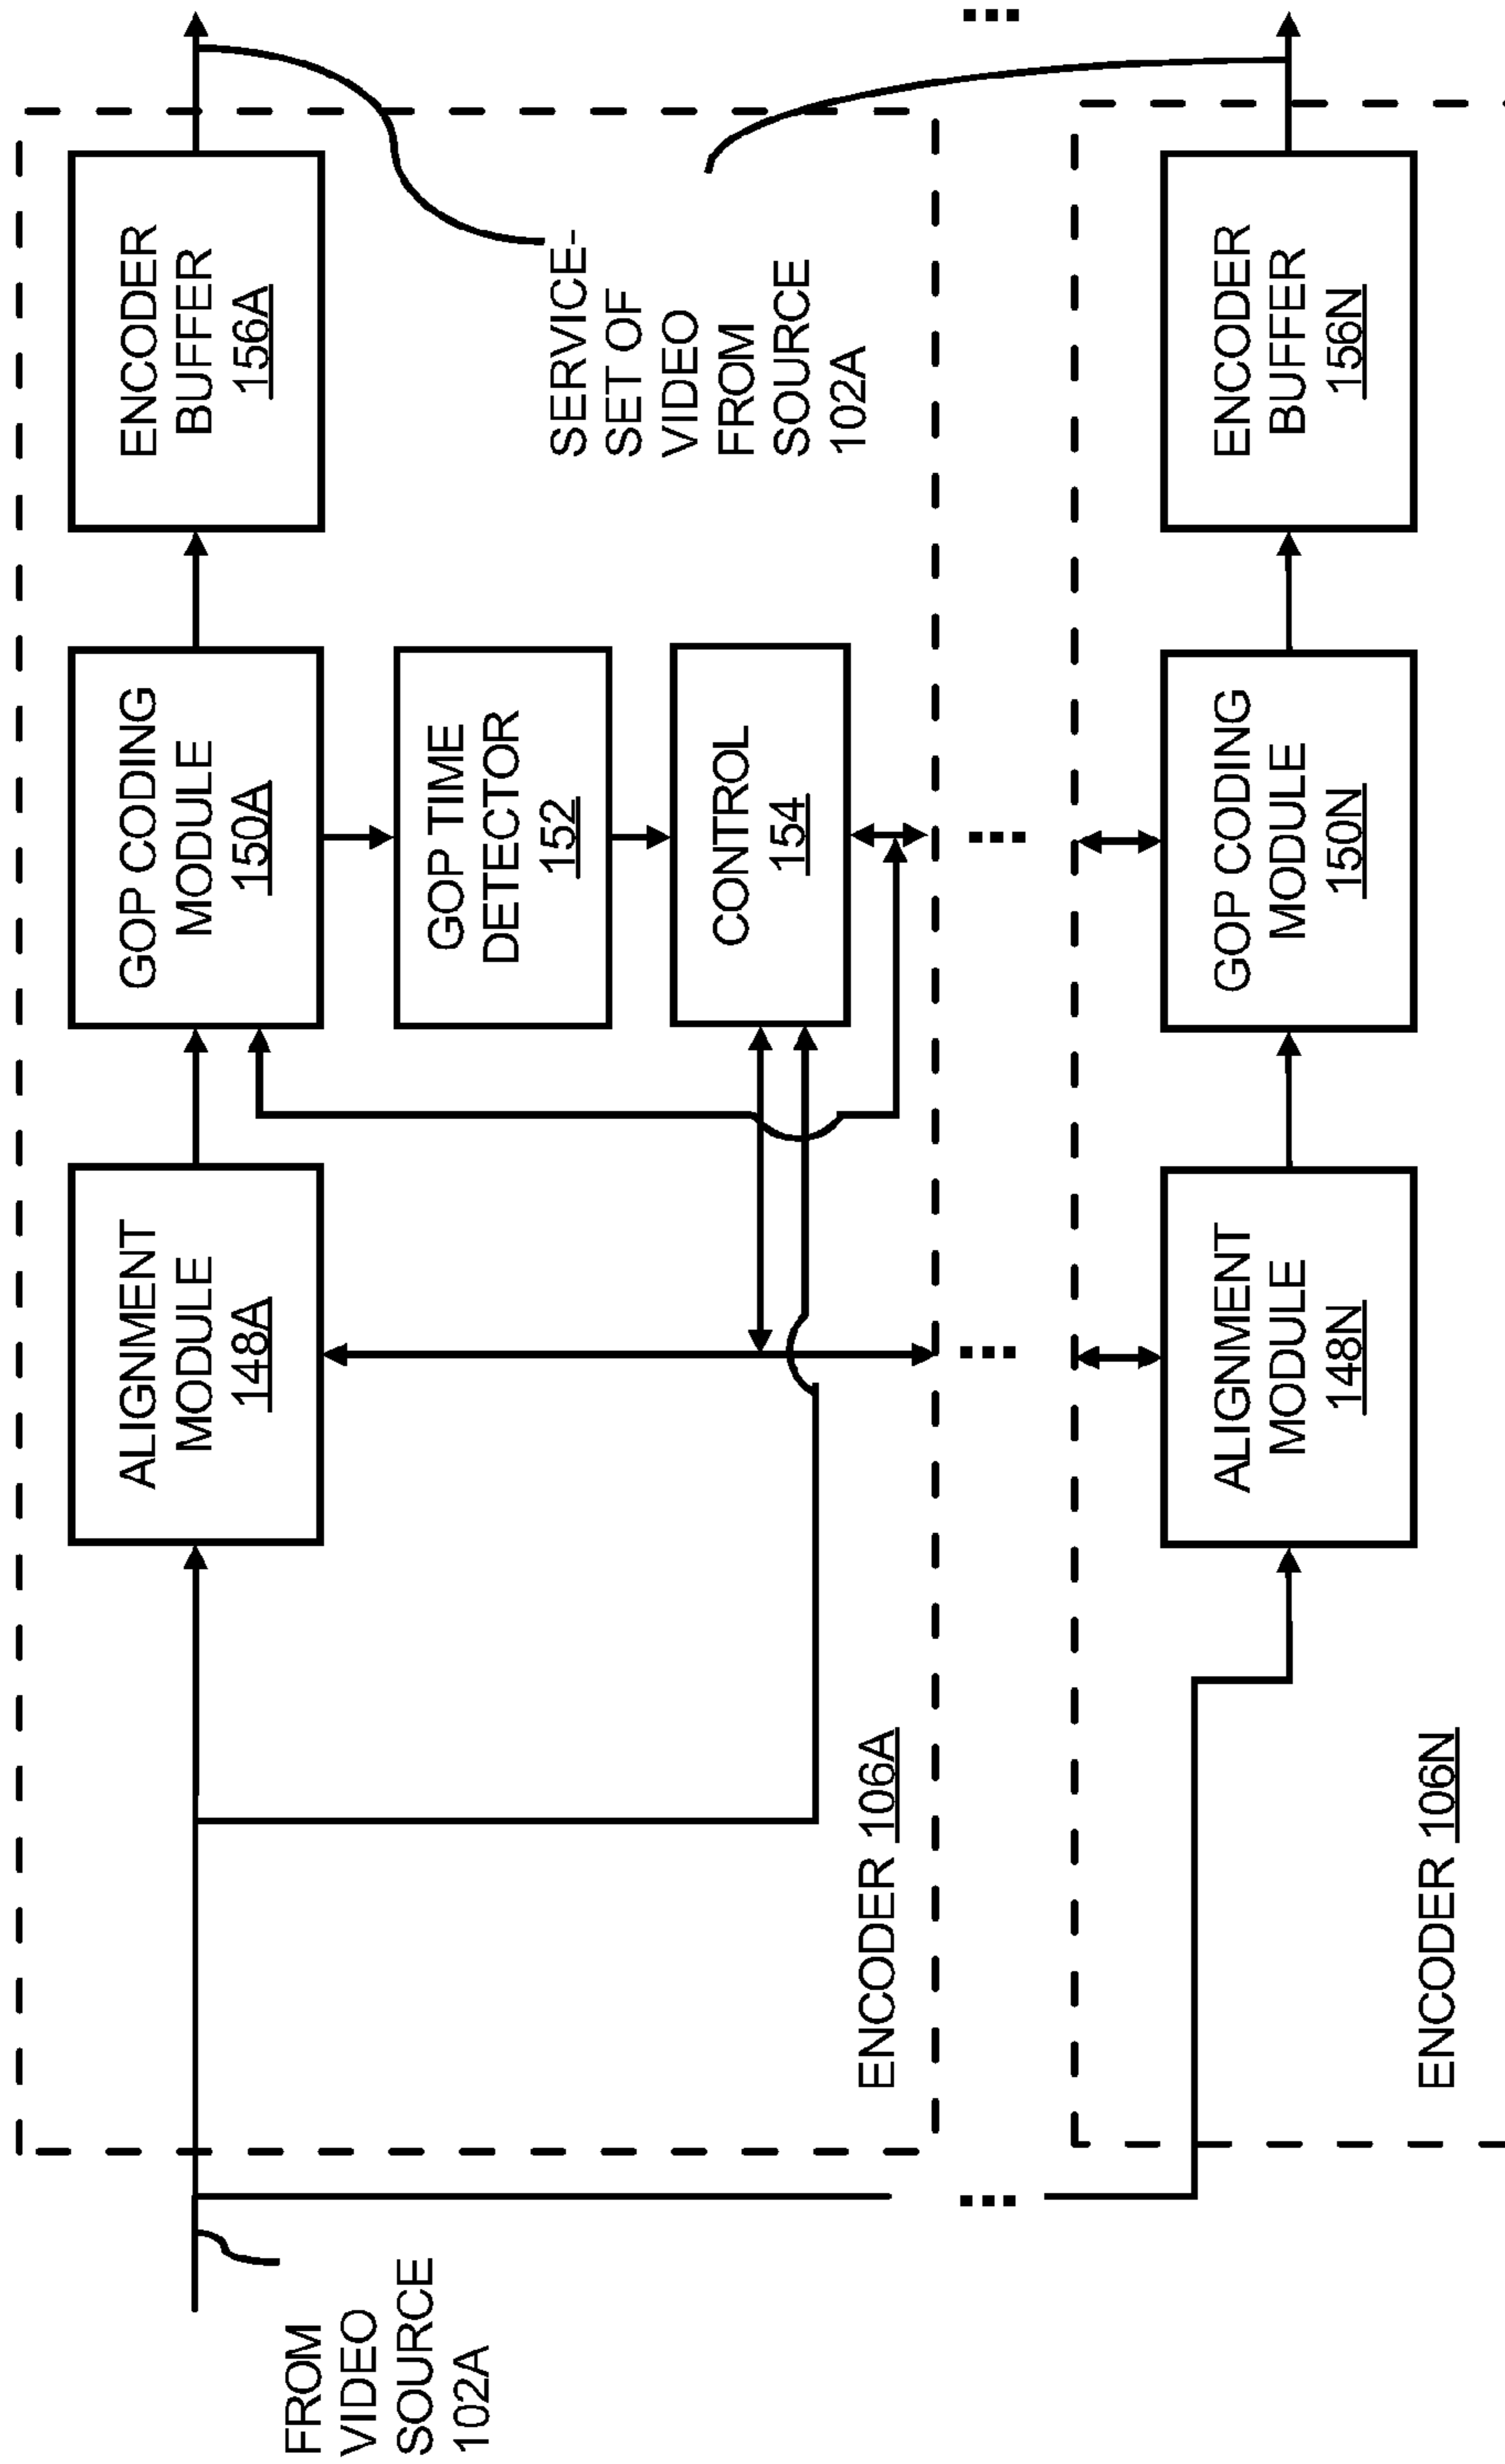 FROM
VIDEO
SOURCE
102A
ALIGNMENT
MODULE
148A
GOP CODING
MODULE
150A
ENCODER
BUFFER
156A
GOP TIME
DETECTOR
152
CONTROL
154
SERVICE-
SET OF
VIDEO
FROM
SOURCE
102A
ENCODER 106A
ALIGNMENT
MODULE
148N
GOP CODING
MODULE
150N
ENCODER
BUFFER
156N
ENCODER 106N